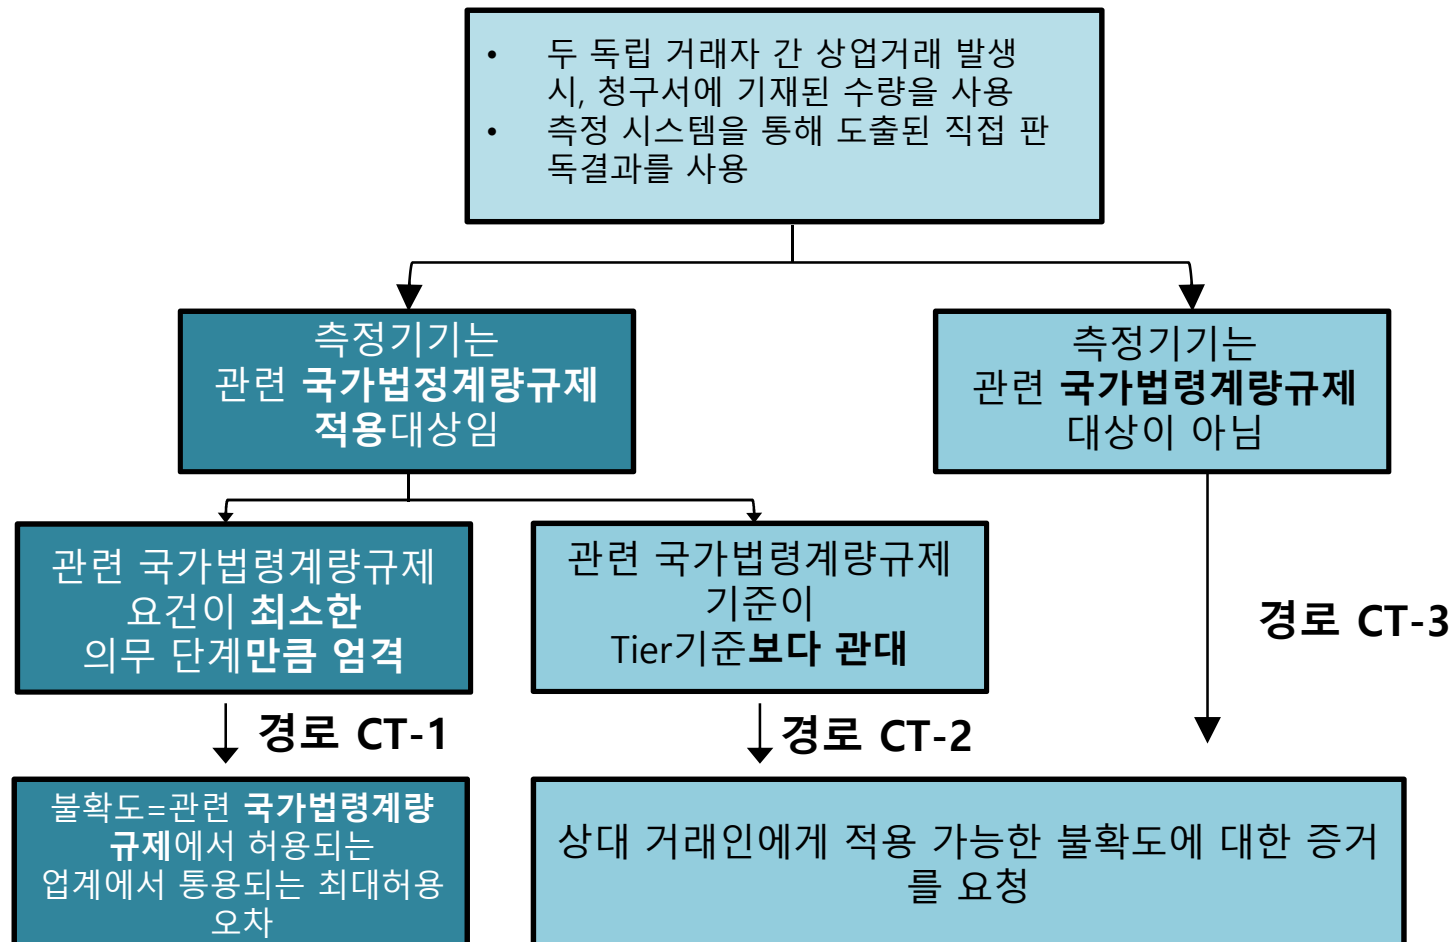 • 두 독립 거래자 간 상업거래 발생
시, 청구서에 기재된 수량을 사용
• 측정 시스템을 통해 도출된 직접 판
독결과를 사용
측정기기는
관련 국가법정계량규제
적용대상임
측정기기는
관련 국가법령계량규제
대상이 아님
관련 국가법령계량규제
요건이 최소한
의무 단계만큼 엄격
관련 국가법령계량규제
기준이
Tier기준보다 관대
경로 CT-3
경로 CT-1
경로 CT-2
불확도=관련 국가법령계량
규제에서 허용되는
업계에서 통용되는 최대허용
오차
상대 거래인에게 적용 가능한 불확도에 대한 증거
를 요청